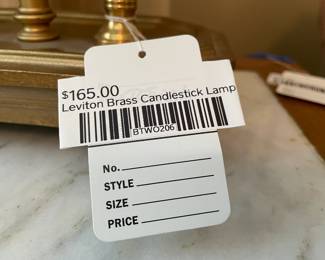 $165.00
Leviton Brass Candlestick Lamp
BTWO206
No.
STYLE
SIZE
PRICE